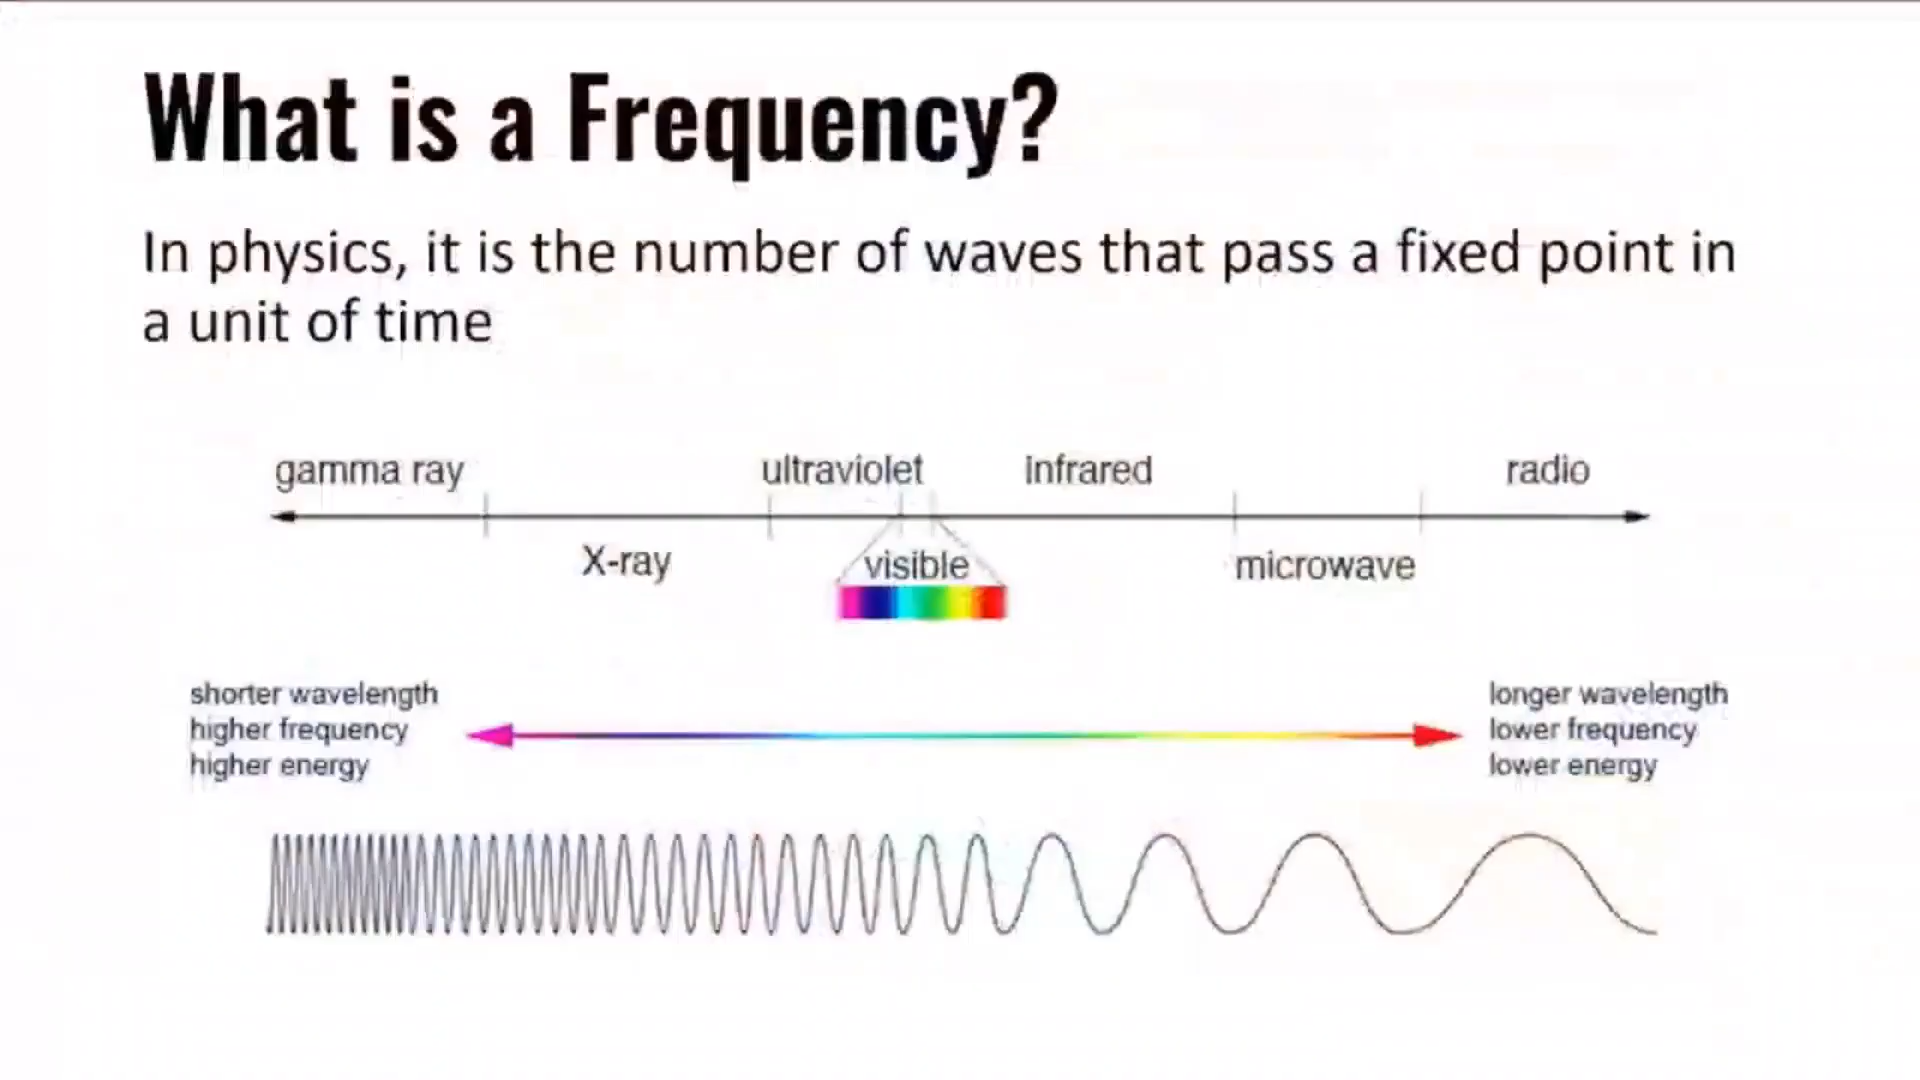 What is a Frequency?
In physics, it is the number of waves that pass a fixed point in
a unit of time
gamma ray
ultraviolet
infrared
radio
X-ray
visible
microwave
shorter wavelength
higher frequency
higher energy
longer wavelength
lower frequency
lower energy